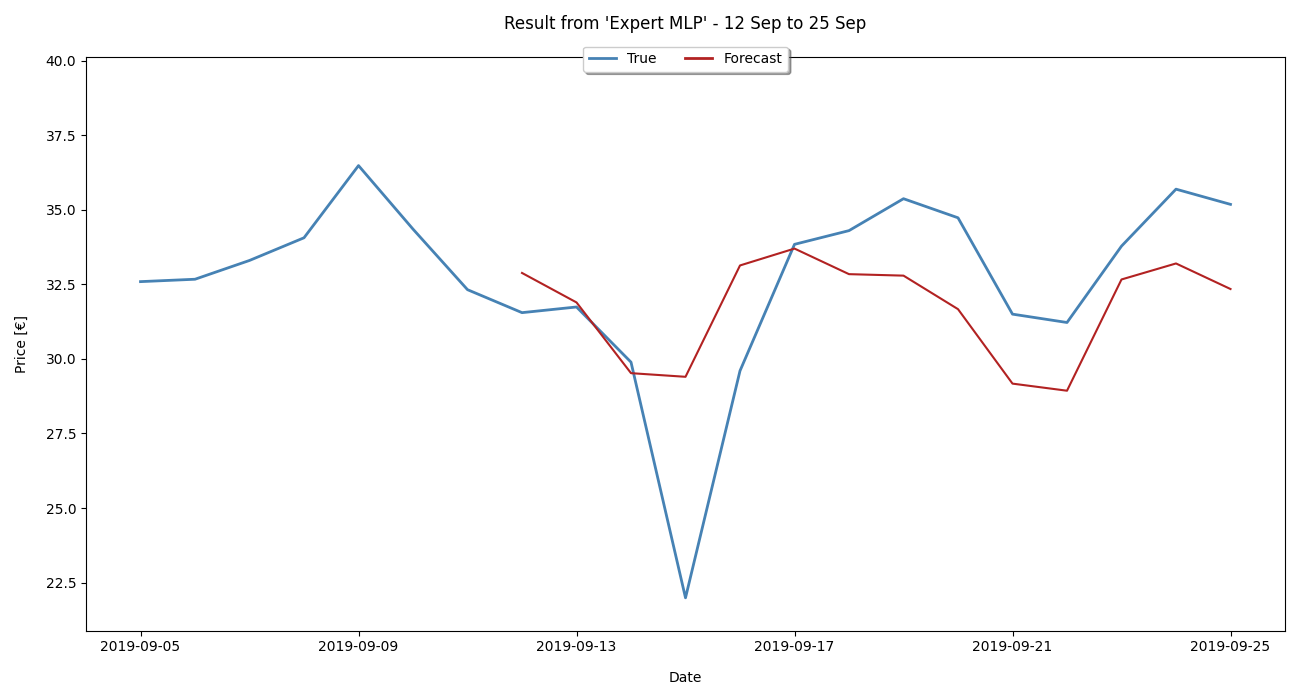 Result from 'Expert MLP' - 12 Sep to 25 Sep
True Forecast
40.0
37.5
35.0
32.5
30.0
27.5
25.0
22.5
Price [€]
2019-09-05 2019-09-09 2019-09-13 2019-09-17 2019-09-21 2019-09-25
Date